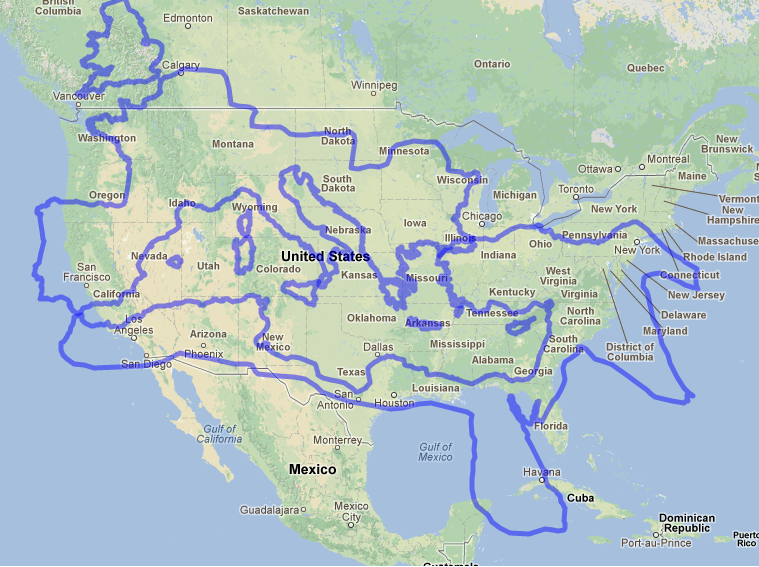 British
Columbia
Edmonton
Saskatchewan
Calgary
Ontario
Quebec
Vancouver
Winnipeg
Washington
Montana
North
Dakota
Minnesota
Ottawa
Montreal
New
Brunswick
Maine
Oregon
Idaho
Wyoming
South
Dakota
Wisconsin
Michigan
Toronto
Vermont
New
Hampshire
New York
Nebraska
Iowa
Chicago
Illinois
Indiana
Ohio
Pennsylvania
New York
Massachuse
Rhode Island
Connecticut
New Jersey
Nevada
Utah
Colorado
United States
Kansas
Missouri
West
Virginia
Virginia
Kentucky
Delaware
Maryland
District of
Columbia
San
Francisco
California
Los
Angeles
San Diego
Arizona
Phoenix
New
Mexico
Oklahoma
Arkansas
Tennessee
North
Carolina
South
Carolina
Dallas
Mississippi
Alabama
Georgia
Texas
Louisiana
San
Antonio
Houston
Florida
Gulf of
California
Monterrey
Gulf of
Mexico
Mexico
Havana
Cuba
Guadalajara
Mexico
City
Dominican
Republic
Port-au-Prince
Puerto
Rico
Guatemala